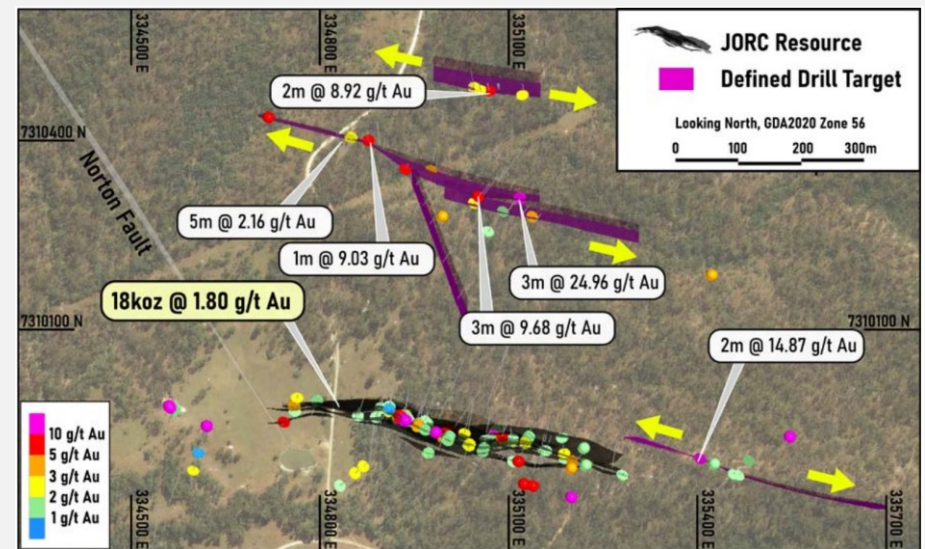 334500 E
334800 E
335100 E
JORC Resource
Defined Drill Target
Looking North, GDA2020 Zone 56
0 100 200 300m
2m @ 8.92 g/t Au
7310400 N
Norton Fault
5m @ 2.16 g/t Au
1m @ 9.03 g/t Au
3m @ 24.96 g/t Au
18koz @ 1.80 g/t Au
3m @ 9.68 g/t Au
7310100 N
7310100 N
2m @ 14.87 g/t Au
10 g/t Au
5 g/t Au
3 g/t Au
2 g/t Au
1 g/t Au
334500 E
334800 E
335100 E
335400 E
335700 E